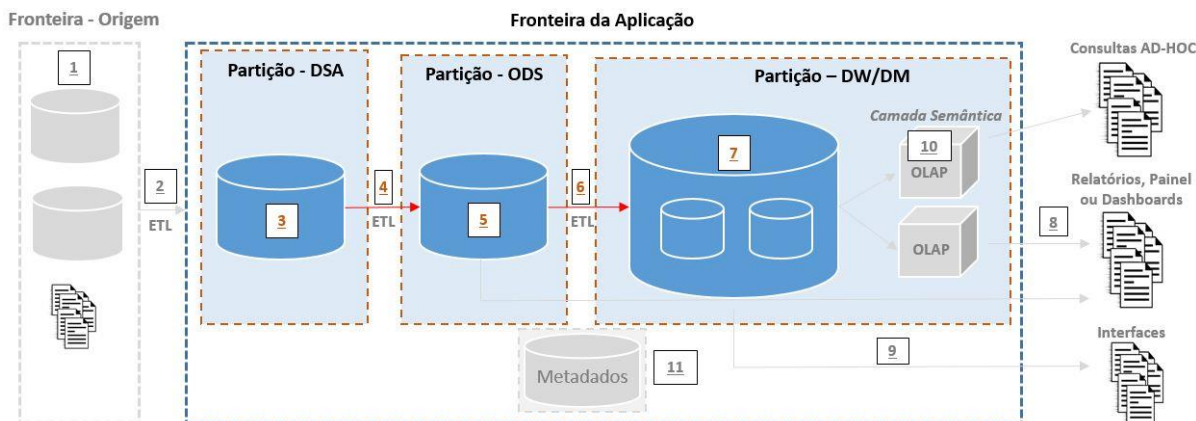 Fronteira - Origem
Fronteira da Aplicação
1
2
ETL
Partição - DSA
3
4
ETL
Partição - ODS
5
6
ETL
Partição – DW/DM
7
Camada Semântica
10
OLAP
OLAP
Metadados
11
Consultas AD-HOC
Relatórios, Painel
ou Dashboards
8
Interfaces
9